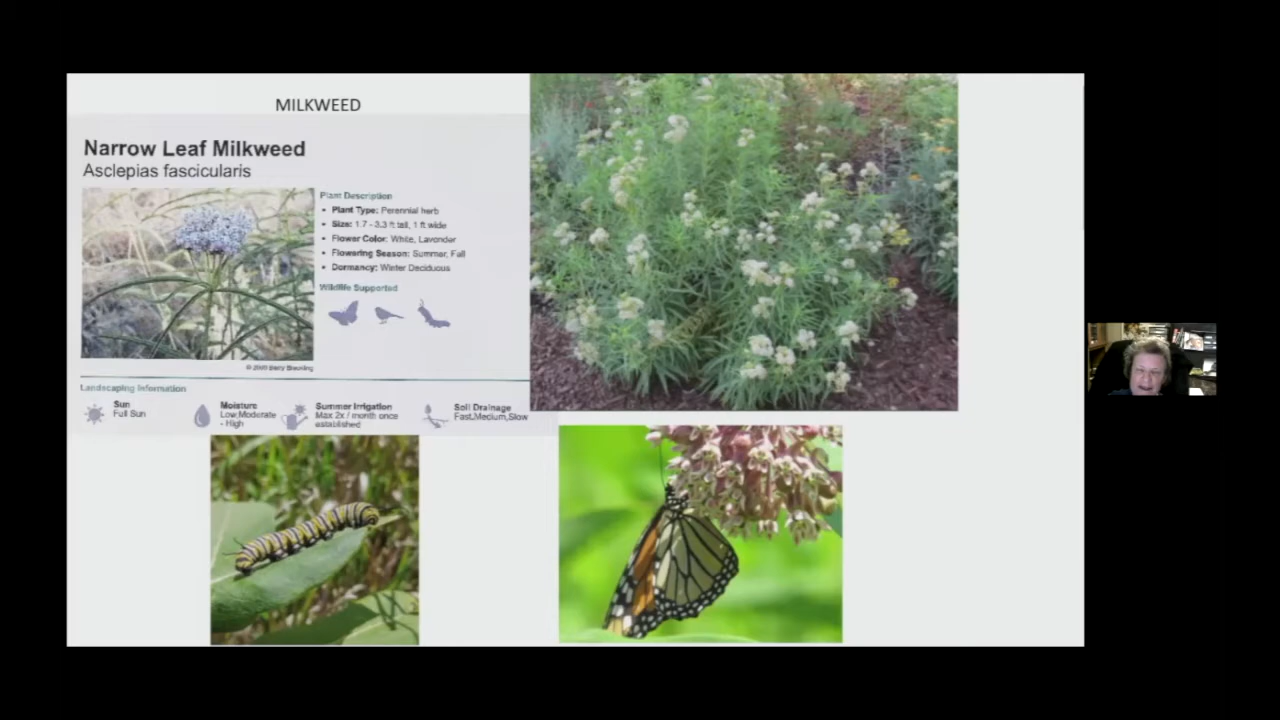 MILKWEED
Narrow Leaf Milkweed
Asclepias fascicularis
Plant Description
• Plant Type: Perennial herb
• Size: 1.7 - 3.3 ft tall, 1 ft wide
• Flower Color: White, Lavender
• Flowering Season: Summer, Fall
• Dormancy: Winter Deciduous
Wildlife Supported
© 2009 Barry Breckling
Landscaping Information
Sun
Full Sun
Moisture
Low,Moderate
- High
Summer Irrigation
Max 2x / month once
established
Soil Drainage
Fast,Medium,Slow